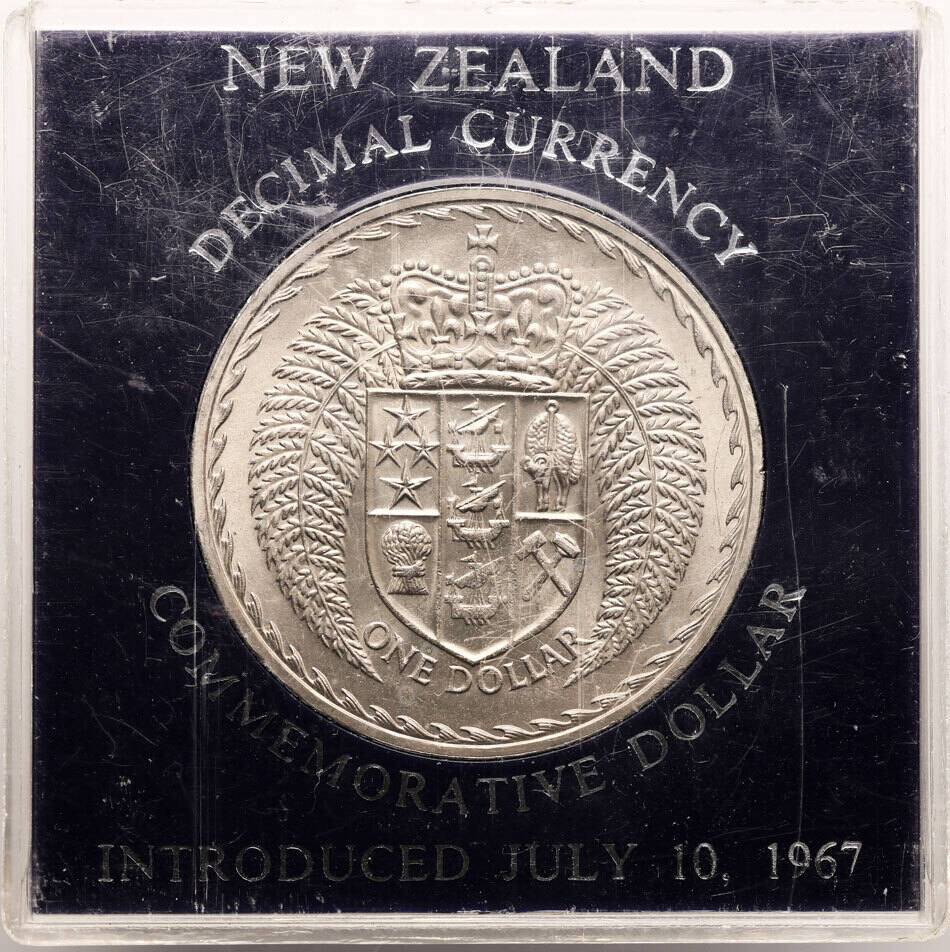 NEW ZEALAND
DECIMAL CURRENCY
ONE DOLLAR
COMMEMORATIVE DOLLAR
INTRODUCED JULY 10, 1967